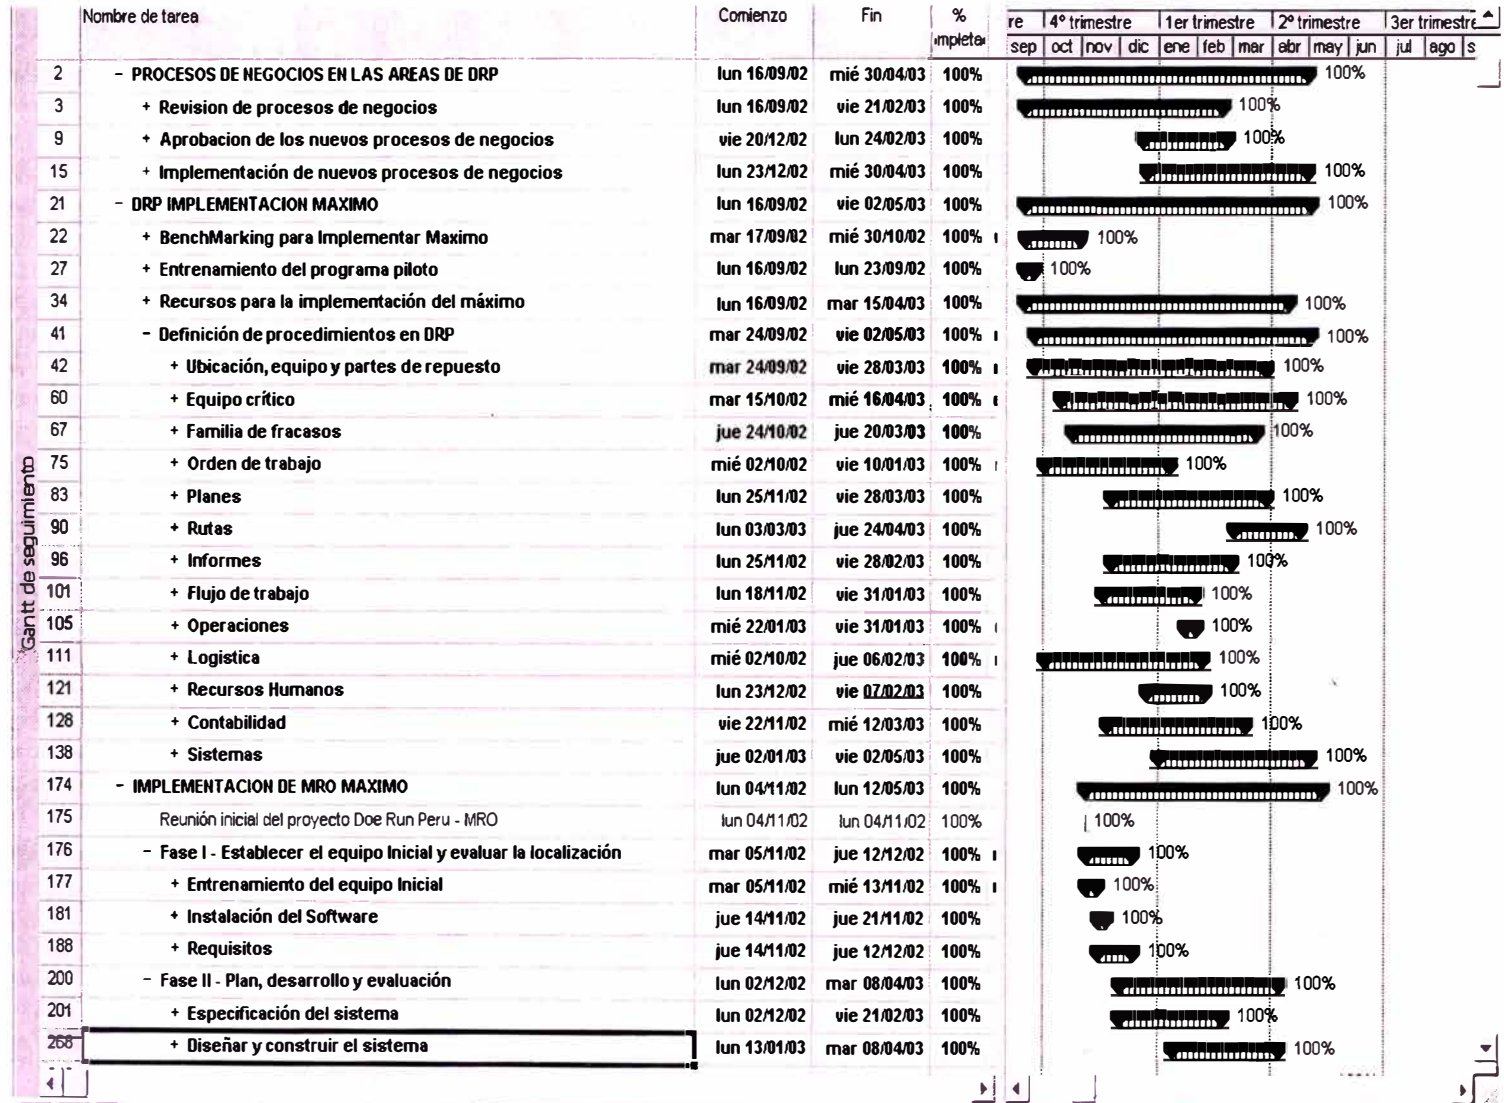 Nombre de tarea Comienzo Fin %
re 4º trimestre 1er trimestre 2º trimestre 3er trimestre
sep oct nov dic ene feb mar abr may jun jul ago s
2 - PROCESOS DE NEGOCIOS EN LAS AREAS DE DRP lun 16/09/02 mié 30/04/03 100% 100%
3 + Revision de procesos de negocios lun 16/09/02 vie 21/02/03 100% 100%
9 + Aprobacion de los nuevos procesos de negocios vie 20/12/02 lun 24/02/03 100% 100%
15 + Implementación de nuevos procesos de negocios lun 23/12/02 mié 30/04/03 100% 100%
21 - DRP IMPLEMENTACION MAXIMO lun 16/09/02 vie 02/05/03 100% 100%
22 + BenchMarking para Implementar Maximo mar 17/09/02 mié 30/10/02 100% 100%
27 + Entrenamiento del programa piloto lun 16/09/02 lun 23/09/02 100% 100%
34 + Recursos para la implementación del máximo lun 16/09/02 mar 15/04/03 100% 100%
41 - Definición de procedimientos en DRP mar 24/09/02 vie 02/05/03 100% 100%
42 + Ubicación, equipo y partes de repuesto mar 24/09/02 vie 28/03/03 100% 100%
60 + Equipo crítico mar 15/10/02 mié 16/04/03 100% 100%
67 + Familia de fracasos jue 24/10/02 jue 20/03/03 100% 100%
75 + Orden de trabajo mié 02/10/02 vie 10/01/03 100% 100%
83 + Planes lun 25/11/02 vie 28/03/03 100% 100%
90 + Rutas lun 03/03/03 jue 24/04/03 100% 100%
96 + Informes lun 25/11/02 vie 28/02/03 100% 100%
101 + Flujo de trabajo lun 18/11/02 vie 31/01/03 100% 100%
105 + Operaciones mié 22/01/03 vie 31/01/03 100% 100%
111 + Logistica mié 02/10/02 jue 06/02/03 100% 100%
121 + Recursos Humanos lun 23/12/02 vie 07/02/03 100% 100%
128 + Contabilidad vie 22/11/02 mié 12/03/03 100% 100%
138 + Sistemas jue 02/01/03 vie 02/05/03 100% 100%
174 - IMPLEMENTACION DE MRO MAXIMO lun 04/11/02 lun 12/05/03 100% 100%
175 Reunión inicial del proyecto Doe Run Peru - MRO lun 04/11/02 lun 04/11/02 100% 100%
176 - Fase I - Establecer el equipo Inicial y evaluar la localización mar 05/11/02 jue 12/12/02 100% 100%
177 + Entrenamiento del equipo Inicial mar 05/11/02 mié 13/11/02 100% 100%
181 + Instalación del Software jue 14/11/02 jue 21/11/02 100% 100%
188 + Requisitos jue 14/11/02 jue 12/12/02 100% 100%
200 - Fase II - Plan, desarrollo y evaluación lun 02/12/02 mar 08/04/03 100% 100%
201 + Especificación del sistema lun 02/12/02 vie 21/02/03 100% 100%
268 + Diseñar y construir el sistema lun 13/01/03 mar 08/04/03 100% 100%
Gantt de seguimiento